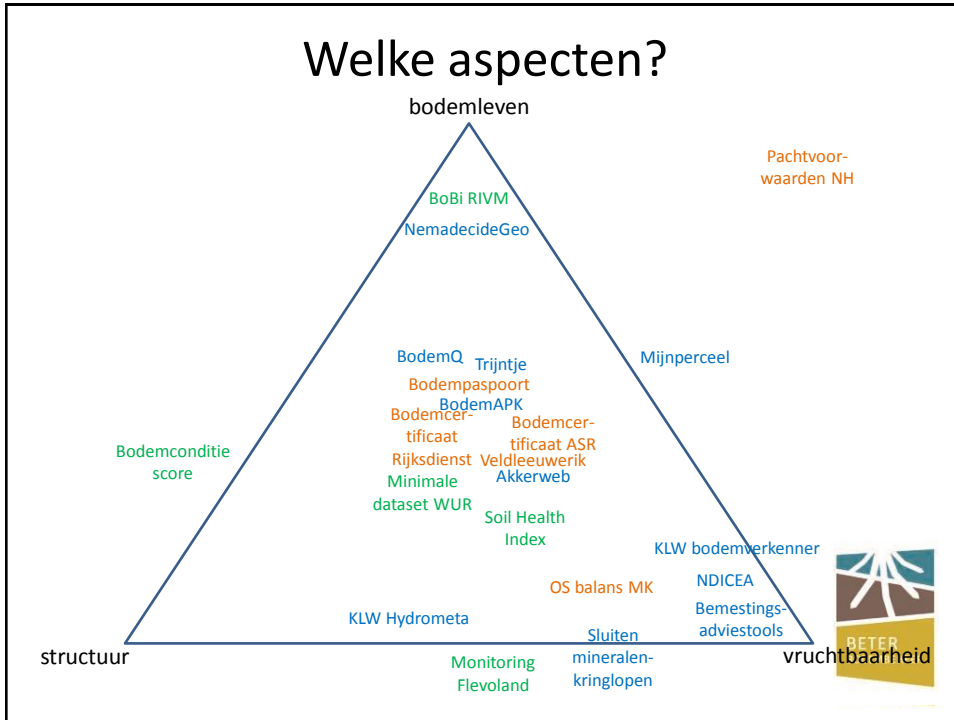 Welke aspecten?
bodemleven
Pachtvoor-
waarden NH
BoBi RIVM
NemadecideGeo
BodemQ
Trijntje
Mijnperceel
Bodempaspoort
BodemAPK
Bodemcer-
tificaat
Rijksdienst
Bodemcer-
tificaat ASR
Veldleeuwerik
Akkerweb
Bodemconditie
score
Minimale
dataset WUR
Soil Health
Index
KLW bodemverkenner
OS balans MK
NDICEA
Bemestings-
adviestools
KLW Hydrometa
Sluiten
mineralen-
kringlopen
structuur
vruchtbaarheid
Monitoring
Flevoland
BETER